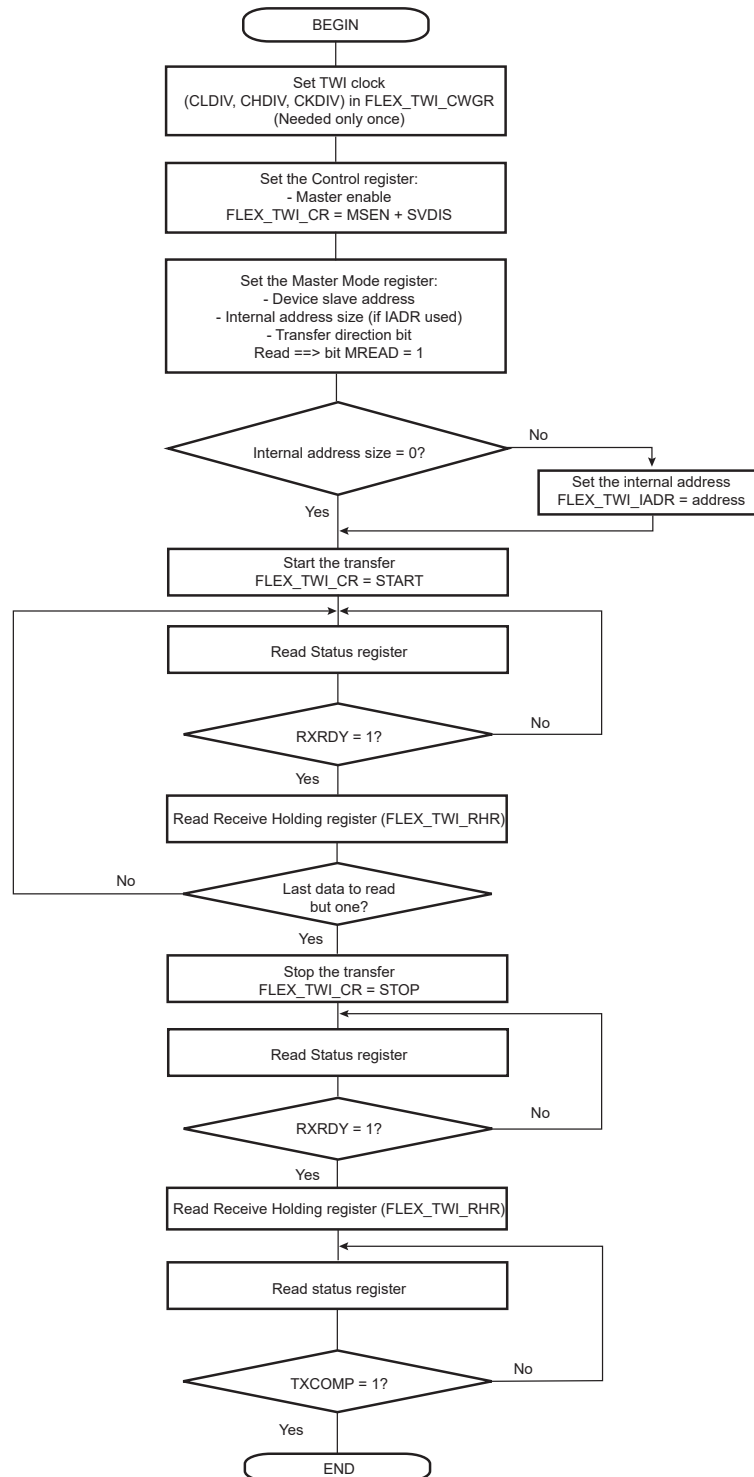 BEGIN
Set TWI clock
(CLDIV, CHDIV, CKDIV) in FLEX_TWI_CWGR
(Needed only once)
Set the Control register:
- Master enable
FLEX_TWI_CR = MSEN + SVDIS
Set the Master Mode register:
- Device slave address
- Internal address size (if IADR used)
- Transfer direction bit
Read ==> bit MREAD = 1
Internal address size = 0?
No
Set the internal address
FLEX_TWI_IADR = address
Yes
Start the transfer
FLEX_TWI_CR = START
Read Status register
RXRDY = 1?
No
Yes
Read Receive Holding register (FLEX_TWI_RHR)
No
Last data to read
but one?
Yes
Stop the transfer
FLEX_TWI_CR = STOP
Read Status register
RXRDY = 1?
No
Yes
Read Receive Holding register (FLEX_TWI_RHR)
Read status register
TXCOMP = 1?
No
Yes
END